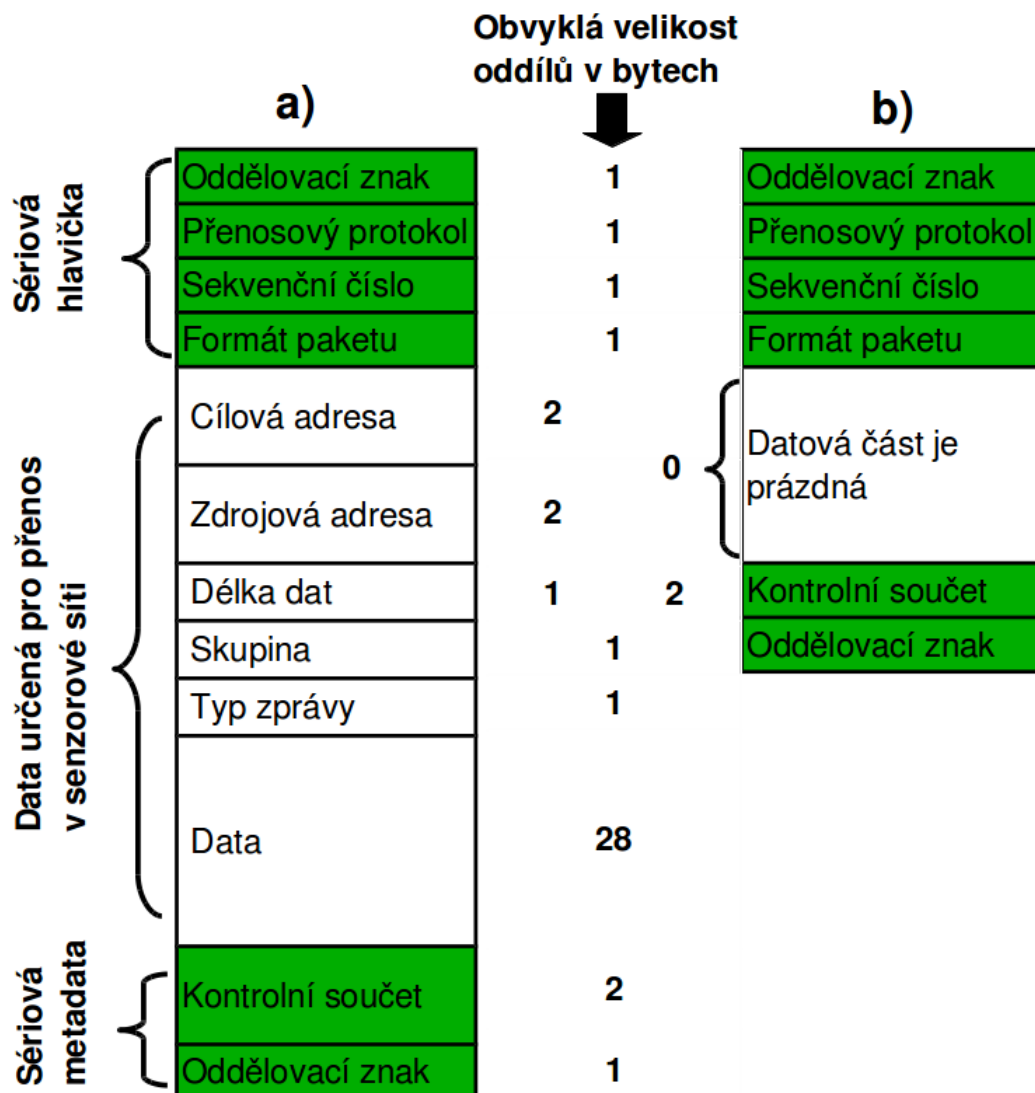 Obvyklá velikost
oddílů v bytech
a)
b)
Sériová
hlavička
Oddělovací znak
1
Oddělovací znak
Přenosový protokol
1
Přenosový protokol
Sekvenční číslo
1
Sekvenční číslo
Formát paketu
1
Formát paketu
Data určená pro přenos
v senzorové síti
Cílová adresa
2
0
Datová část je
prázdná
Zdrojová adresa
2
Délka dat
1
2
Kontrolní součet
Skupina
1
Oddělovací znak
Typ zprávy
1
Data
28
Sériová
metadata
Kontrolní součet
2
Oddělovací znak
1